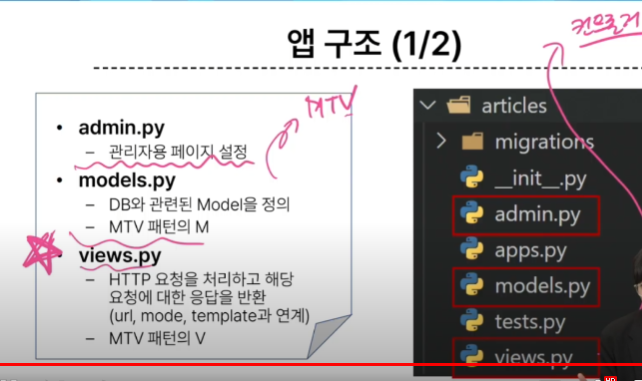 앱 구조 (1/2)
MTV
• admin.py
– 관리자용 페이지 설정
• models.py
– DB와 관련된 Model을 정의
– MTV 패턴의 M
• views.py
– HTTP 요청을 처리하고 해당
요청에 대한 응답을 반환
(url, mode, template과 연계)
– MTV 패턴의 V
articles
migrations
__init__.py
admin.py
apps.py
models.py
tests.py
views.py